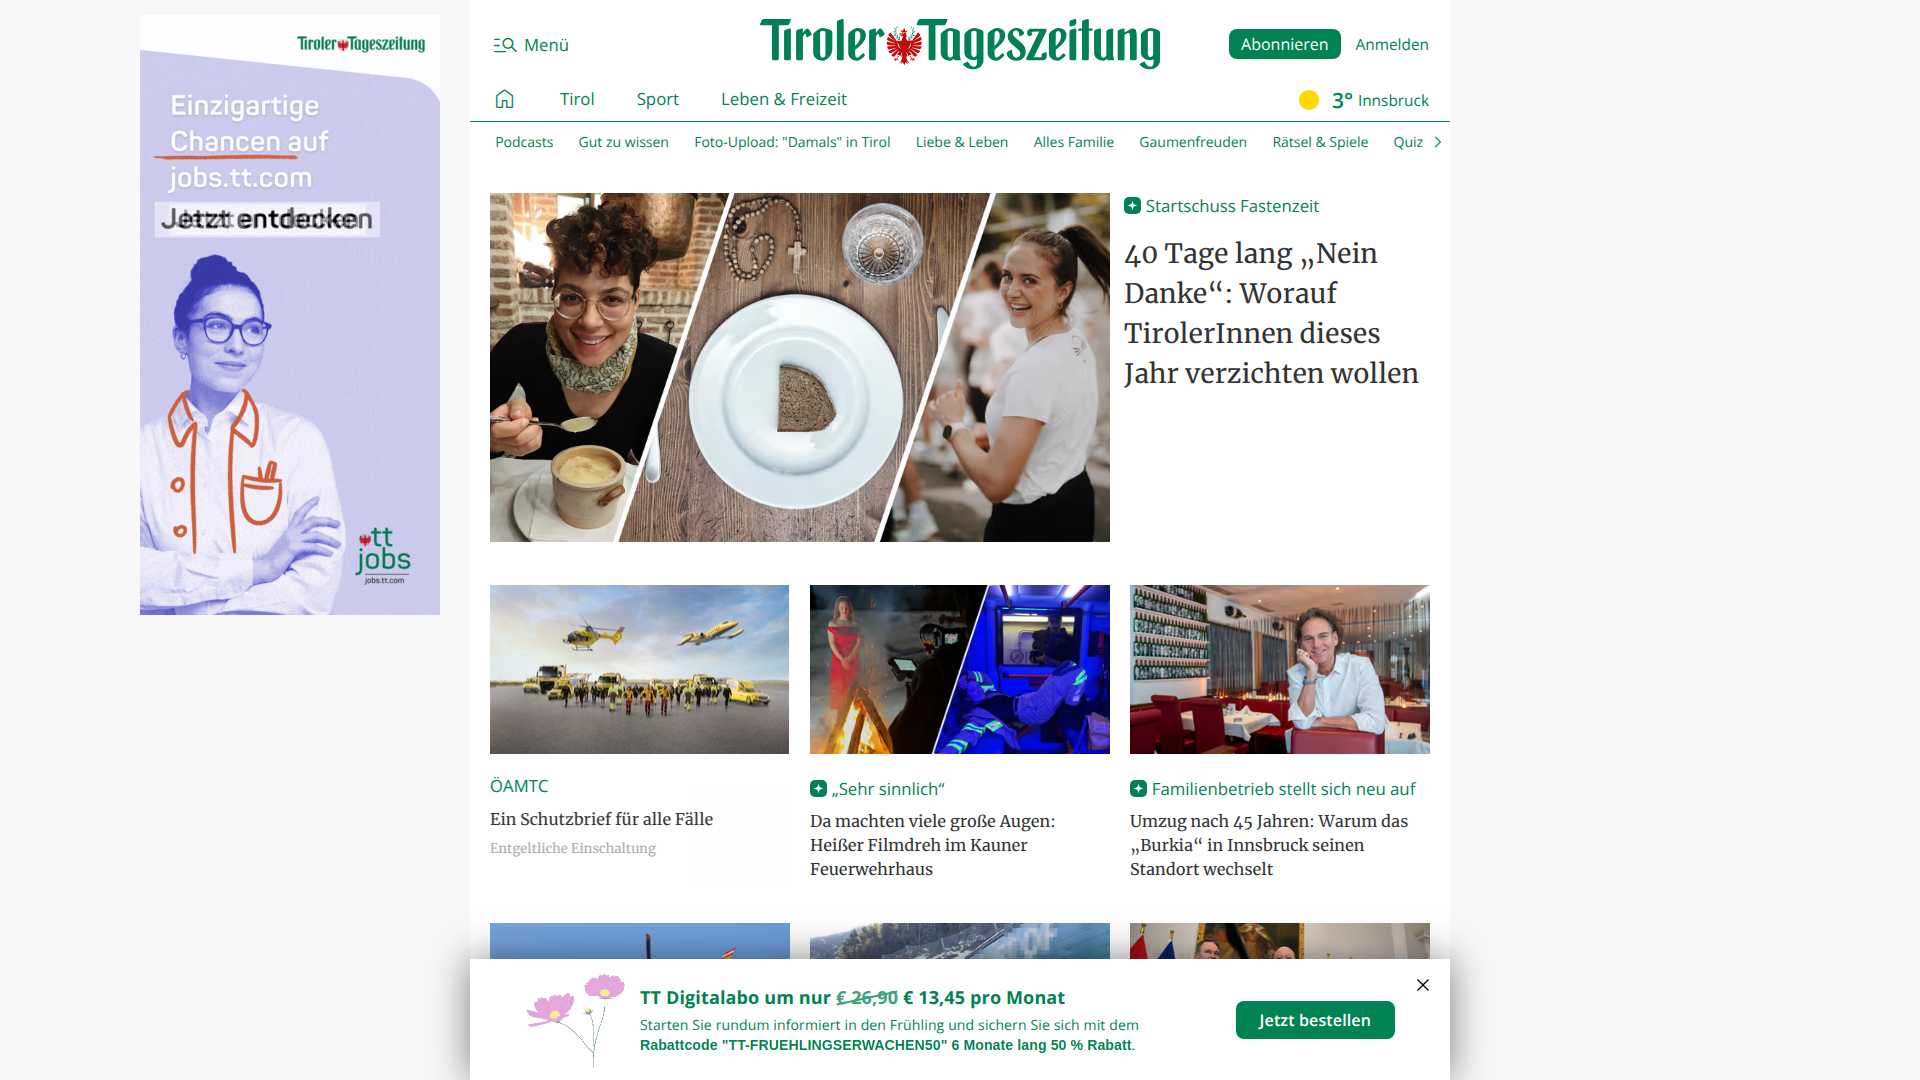 Tiroler Tageszeitung
Einzigartige
Chancen auf
jobs.tt.com
Jetzt entdecken
tt
jobs
jobs.tt.com
Menü
Tiroler Tageszeitung
Abonnieren
Anmelden
Tirol
Sport
Leben & Freizeit
3° Innsbruck
Podcasts
Gut zu wissen
Foto-Upload: "Damals" in Tirol
Liebe & Leben
Alles Familie
Gaumenfreuden
Rätsel & Spiele
Quiz
Startschuss Fastenzeit
40 Tage lang „Nein
Danke“: Worauf
TirolerInnen dieses
Jahr verzichten wollen
ÖAMTC
Ein Schutzbrief für alle Fälle
Entgeltliche Einschaltung
„Sehr sinnlich“
Da machten viele große Augen:
Heißer Filmdreh im Kauner
Feuerwehrhaus
Familienbetrieb stellt sich neu auf
Umzug nach 45 Jahren: Warum das
„Burkia“ in Innsbruck seinen
Standort wechselt
TT Digitalabo um nur € 26,90 € 13,45 pro Monat
Starten Sie rundum informiert in den Frühling und sichern Sie sich mit dem
Rabattcode "TT-FRUEHLINGSERWACHEN50" 6 Monate lang 50 % Rabatt.
Jetzt bestellen